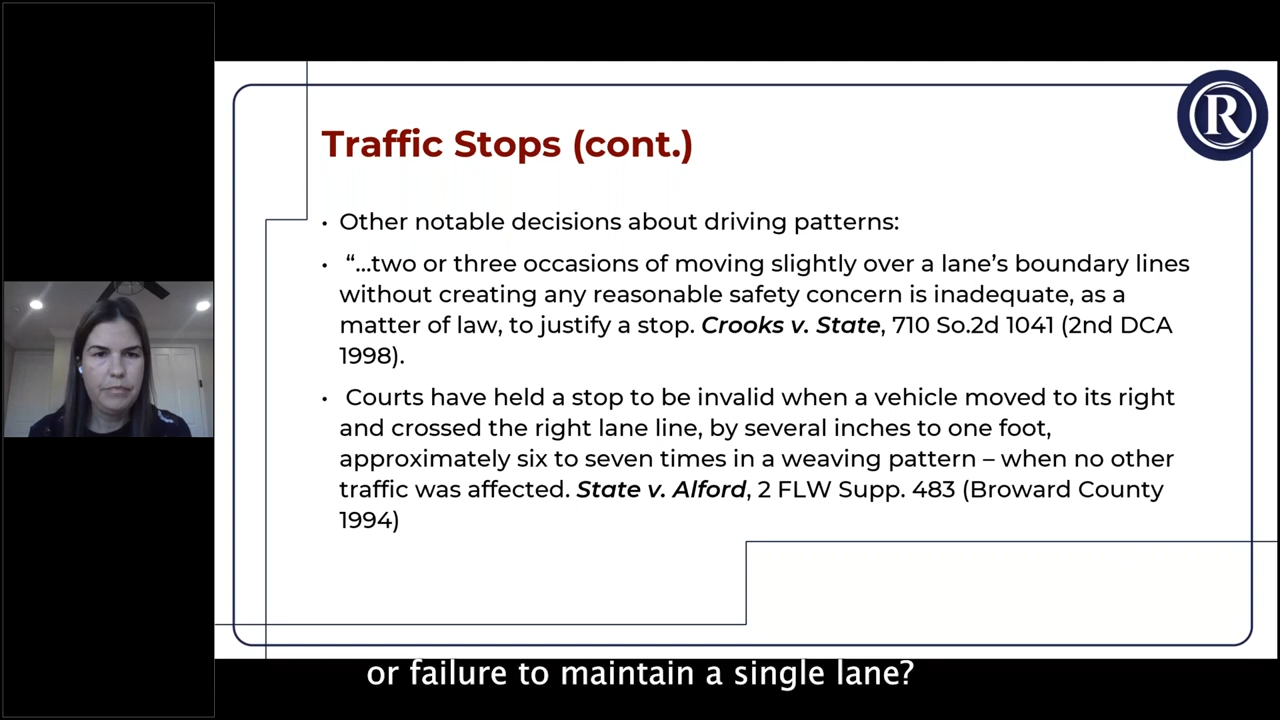 R
Traffic Stops (cont.)
• Other notable decisions about driving patterns:
• “...two or three occasions of moving slightly over a lane’s boundary lines
without creating any reasonable safety concern is inadequate, as a
matter of law, to justify a stop. Crooks v. State, 710 So.2d 1041 (2nd DCA
1998).
• Courts have held a stop to be invalid when a vehicle moved to its right
and crossed the right lane line, by several inches to one foot,
approximately six to seven times in a weaving pattern – when no other
traffic was affected. State v. Alford, 2 FLW Supp. 483 (Broward County
1994)
or failure to maintain a single lane?